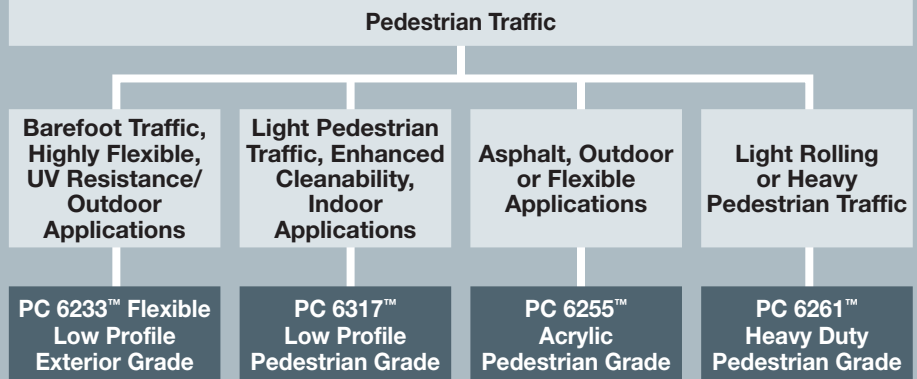 Pedestrian Traffic
Barefoot Traffic,
Highly Flexible,
UV Resistance/
Outdoor
Applications
Light Pedestrian
Traffic, Enhanced
Cleanability,
Indoor
Applications
Asphalt, Outdoor
or Flexible
Applications
Light Rolling
or Heavy
Pedestrian Traffic
PC 6233™ Flexible
Low Profile
Exterior Grade
PC 6317™
Low Profile
Pedestrian Grade
PC 6255™
Acrylic
Pedestrian Grade
PC 6261™
Heavy Duty
Pedestrian Grade